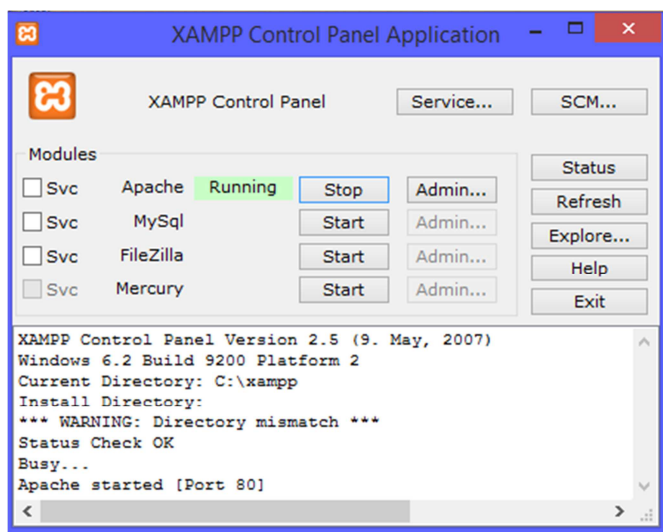 XAMPP Control Panel Application
XAMPP Control Panel Service... SCM...
Modules
Svc Apache Running Stop Admin...
Svc MySql Start Admin...
Svc FileZilla Start Admin...
Svc Mercury Start Admin...
Status
Refresh
Explore...
Help
Exit
XAMPP Control Panel Version 2.5 (9. May, 2007)
Windows 6.2 Build 9200 Platform 2
Current Directory: C:\xampp
Install Directory:
*** WARNING: Directory mismatch ***
Status Check OK
Busy...
Apache started [Port 80]